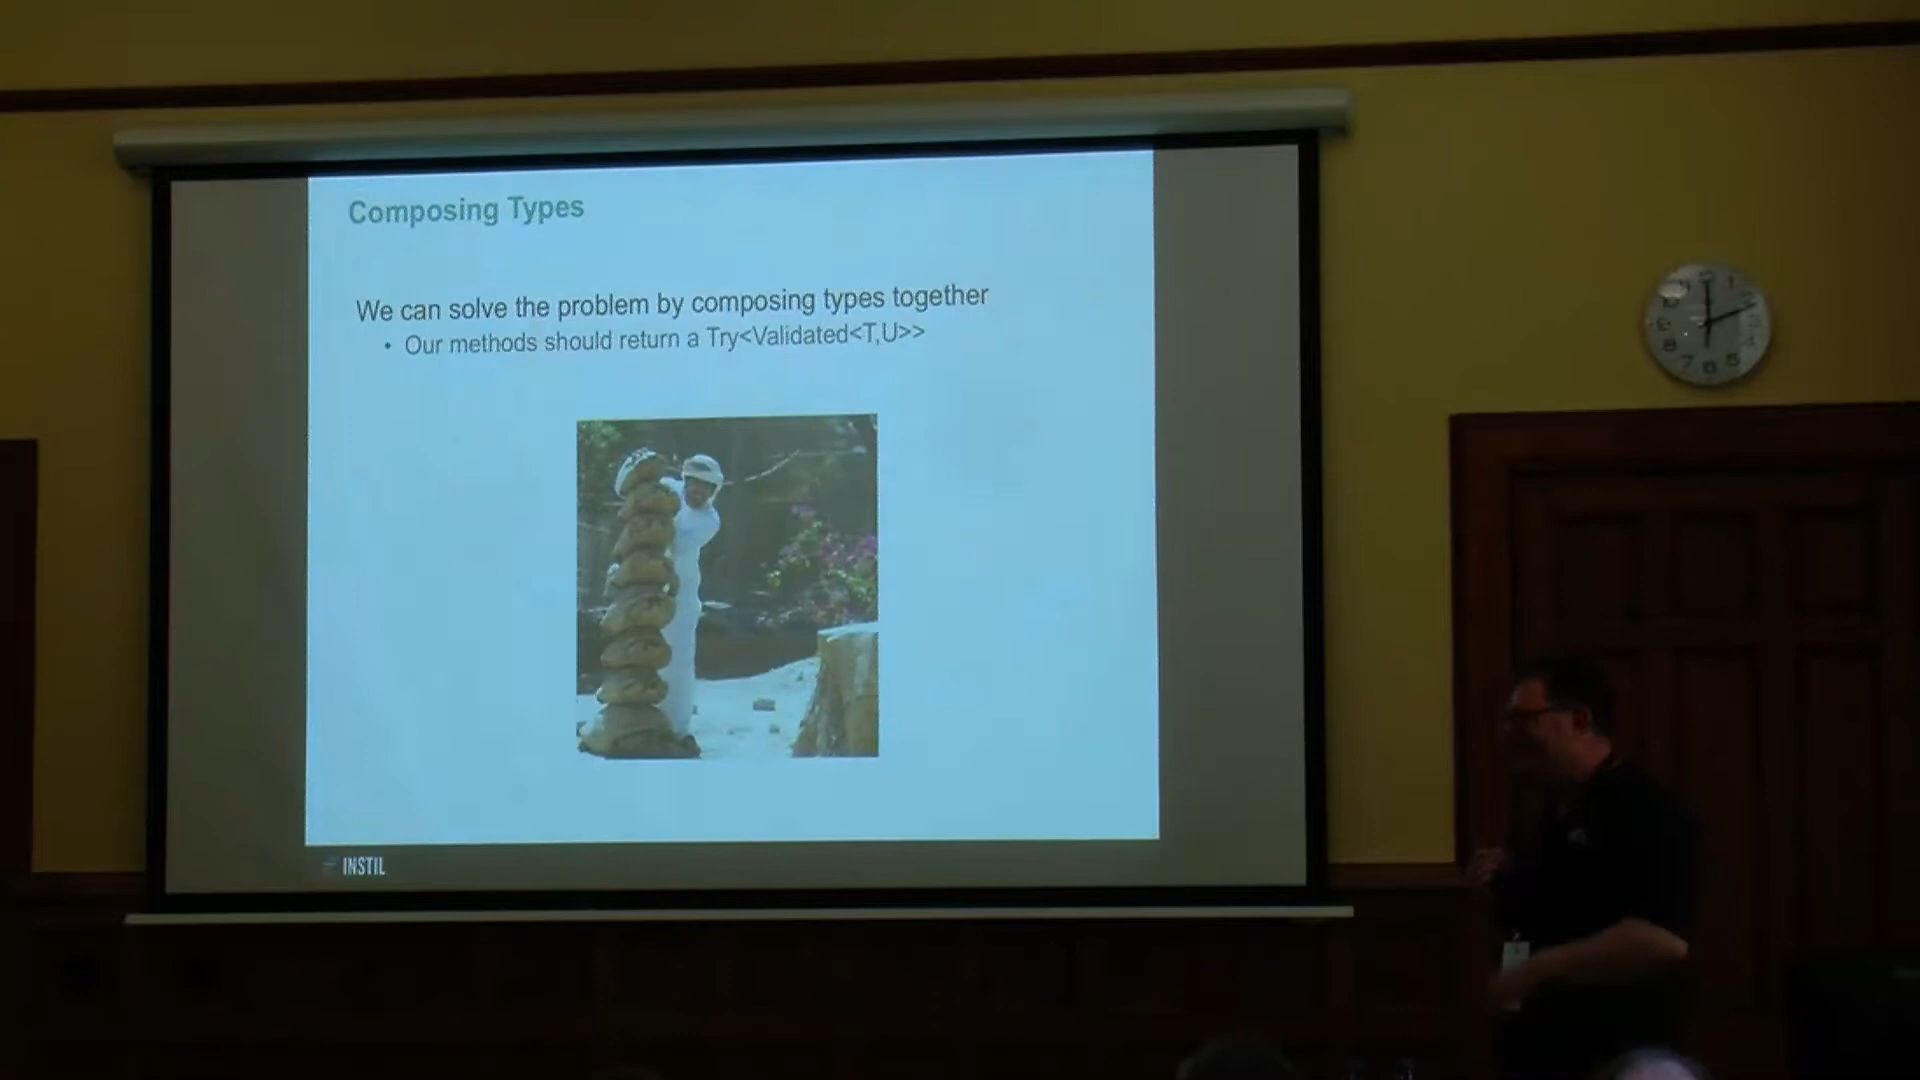 Composing Types
We can solve the problem by composing types together
• Our methods should return a Try<Validated<T,U>>
INSTIL